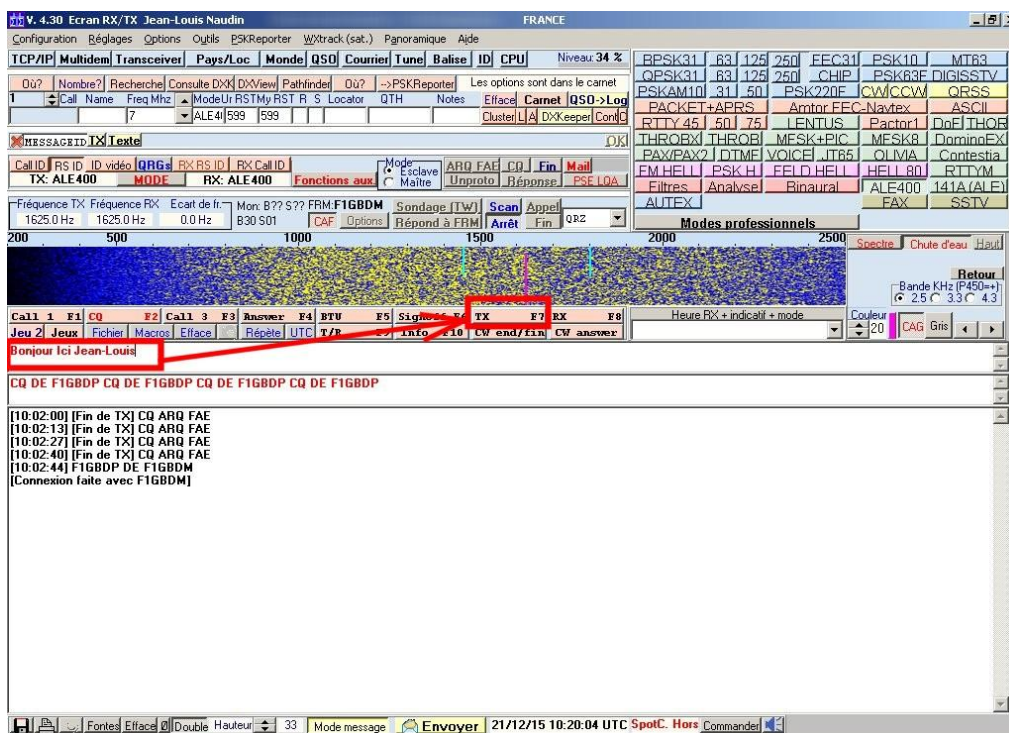 V. 4.30 Ecran RX/TX Jean-Louis Naudin FRANCE
Configuration Réglages Options Outils PSKReporter WXtrack (sat.) Panoramique Aide
TCP/IP Multidem Transceiver Pays/Loc Monde QSO Courrier Tune Balise ID CPU Niveau: 34 %
Où? Nombre? Recherche Consulte DXK DXView Pathfinder Où? ->PSKReporter Les options sont dans le carnet
1 Call Name Freq Mhz Mode Ur RST My RST R S Locator QTH Notes Efface Carnet QSO->Log
7 ALE4 599 599 Cluster L A DXKeeper Cont C
MESSAGEID TX Texte OK
Call ID RS ID ID vidéo QRGs RX RS ID RX Call ID Mode Esclave Maître ARQ FAE CQ Fin Mail
TX: ALE400 MODE RX: ALE400 Fonctions aux. Unproto Réponse PSE LQA
Fréquence TX Fréquence RX Ecart de fr. Mon: B?? S?? FRM:F1GBDM Sondage [TW] Scan Appel
1625.0 Hz 1625.0 Hz 0.0 Hz B30 S01 CAF Options Répond à FRM Arrêt Fin QRZ
BPSK31 63 125 250 FEC31 PSK10 MT63
QPSK31 63 125 250 CHIP PSK63F DIGISSTV
PSKAM10 31 50 PSK220F CW CCW QRSS
PACKET+APRS Amtor FEC-Navtex ASCII
RTTY 45 50 75 LENTUS Pactor1 DoF THOR
THROBX THROB MFSK+PIC MFSK8 DominoEX
PAX/PAX2 DTMF VOICE JT65 OLIVIA Contestia
FM HELL PSK H FELD HELL HELL 80 RTTYM
Filtres Analyse Binaural ALE400 141A (ALE)
AUTEX FAX SSTV
Modes professionnels
200 500 1000 1500 2000 2500
Spectre Chute d'eau Haut
Retour
Bande KHz (P450=+)
2.5 3.3 4.3
Call 1 F1 CQ F2 Call 3 F3 Answer F4 BTU F5 Signoff F6 TX F7 RX F8
Jeu 2 Jeux Fichier Macros Efface Répète UTC T/R F9 Info F10 CW end/fin CW answer
Heure RX + indicatif + mode
Couleur
20 CAG Gris
Bonjour Ici Jean-Louis
CQ DE F1GBDP CQ DE F1GBDP CQ DE F1GBDP CQ DE F1GBDP
[10:02:00] [Fin de TX] CQ ARQ FAE
[10:02:13] [Fin de TX] CQ ARQ FAE
[10:02:27] [Fin de TX] CQ ARQ FAE
[10:02:40] [Fin de TX] CQ ARQ FAE
[10:02:44] F1GBDP DE F1GBDM
[Connexion faite avec F1GBDM]
Fontes Efface Ø Double Hauteur 33 Mode message Envoyer 21/12/15 10:20:04 UTC SpotC. Hors Commander